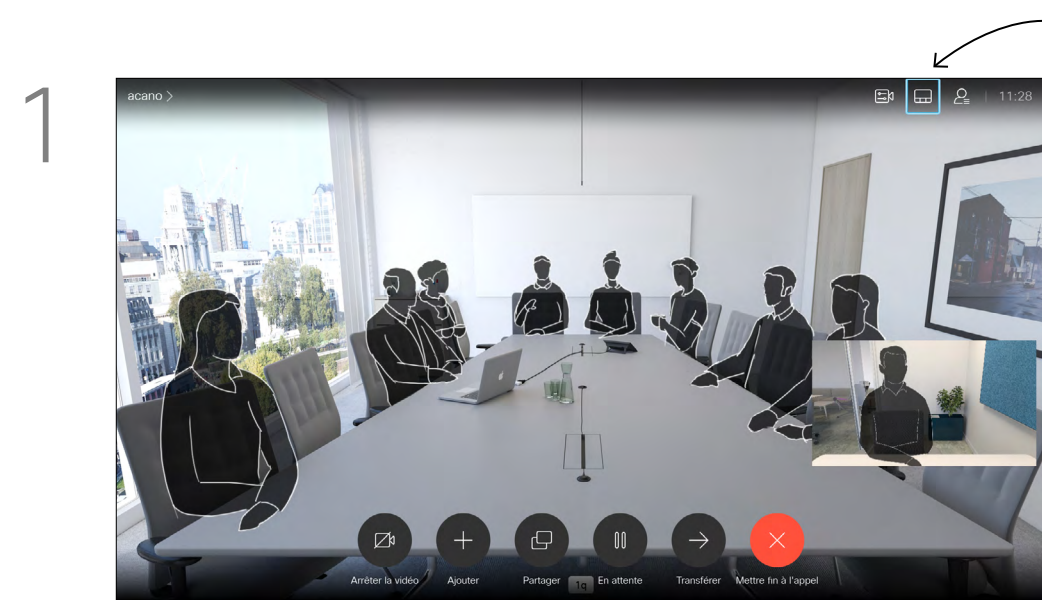 1
acano >
11:28
Arrêter la vidéo
Ajouter
Partager
1q
En attente
Transférer
Mettre fin à l'appel